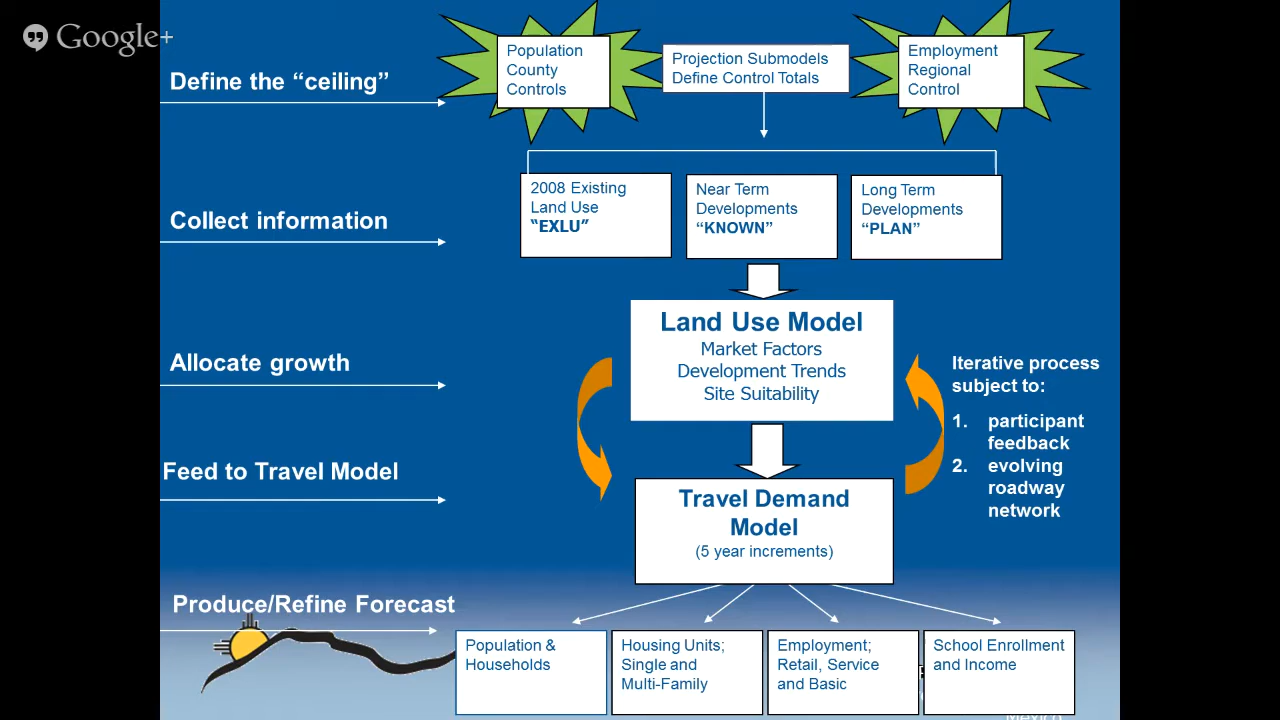 Google+
Define the “ceiling”
Population
County
Controls
Projection Submodels
Define Control Totals
Employment
Regional
Control
Collect information
2008 Existing
Land Use
“EXLU”
Near Term
Developments
“KNOWN”
Long Term
Developments
“PLAN”
Allocate growth
Land Use Model
Market Factors
Development Trends
Site Suitability
Iterative process
subject to:
1. participant
feedback
2. evolving
roadway
network
Feed to Travel Model
Travel Demand
Model
(5 year increments)
Produce/Refine Forecast
Population &
Households
Housing Units;
Single and
Multi-Family
Employment;
Retail, Service
and Basic
School Enrollment
and Income